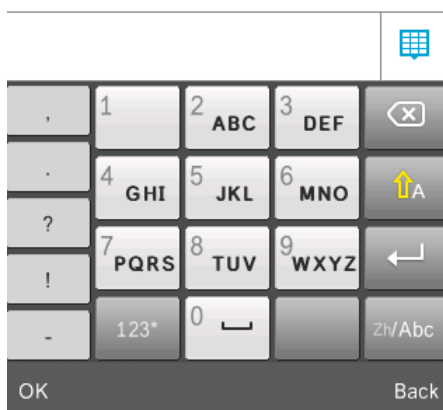 , 1 2 ABC 3 DEF
. 4 GHI 5 JKL 6 MNO A
?
7 PQRS 8 TUV 9 WXYZ
!
- 123* 0 Zh/Abc
OK Back